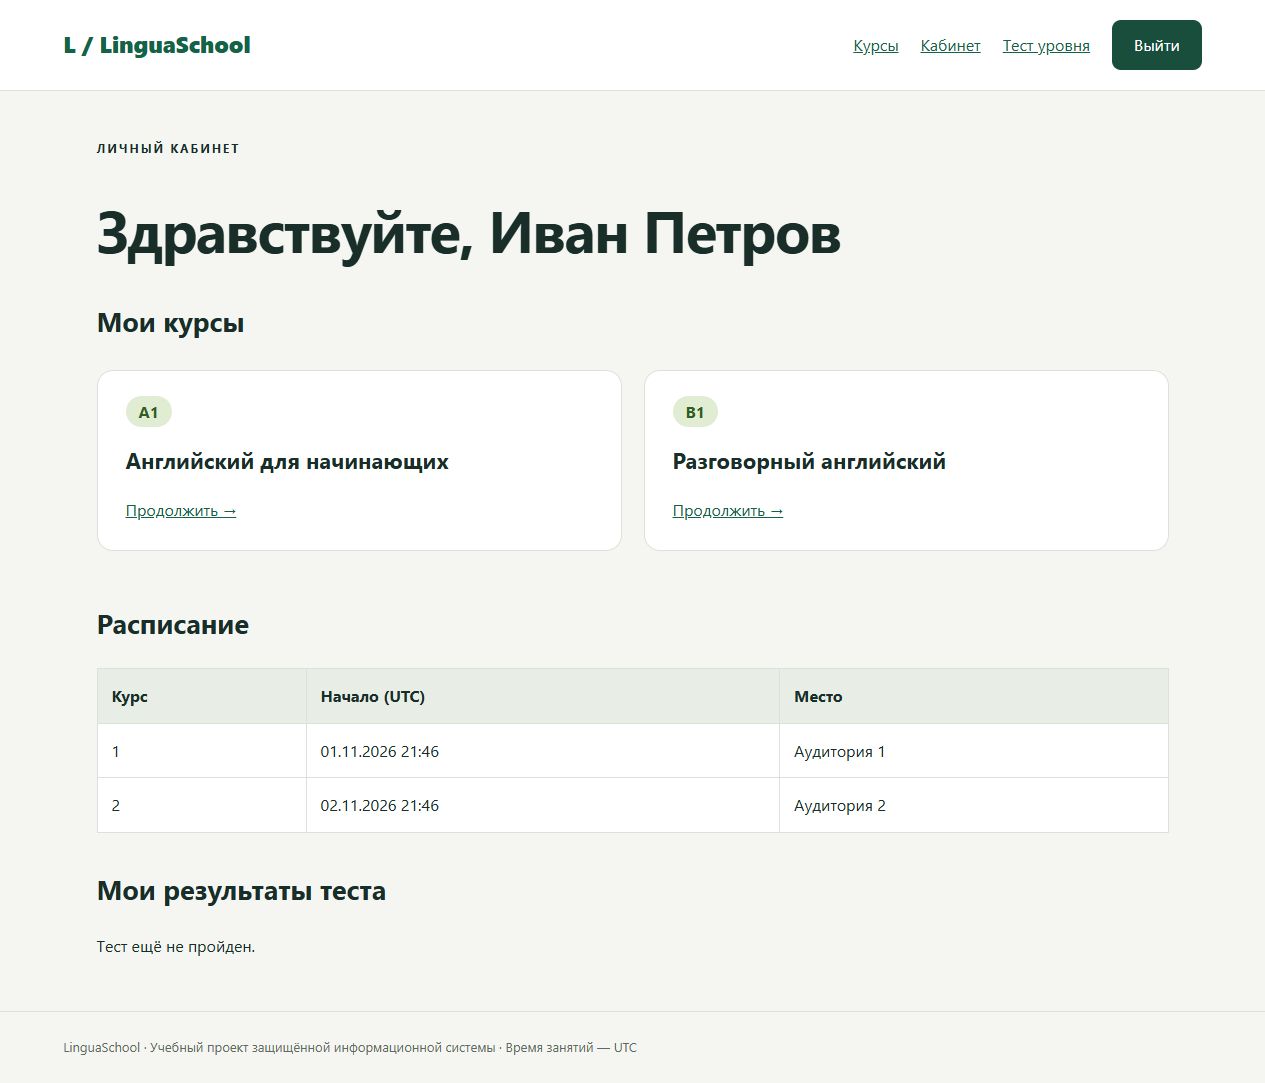 L / LinguaSchool
Курсы Кабинет Тест уровня Выйти
ЛИЧНЫЙ КАБИНЕТ
Здравствуйте, Иван Петров
Мои курсы
A1
Английский для начинающих
Продолжить →
B1
Разговорный английский
Продолжить →
Расписание
Курс Начало (UTC) Место
1 01.11.2026 21:46 Аудитория 1
2 02.11.2026 21:46 Аудитория 2
Мои результаты теста
Тест ещё не пройден.
LinguaSchool · Учебный проект защищённой информационной системы · Время занятий — UTC